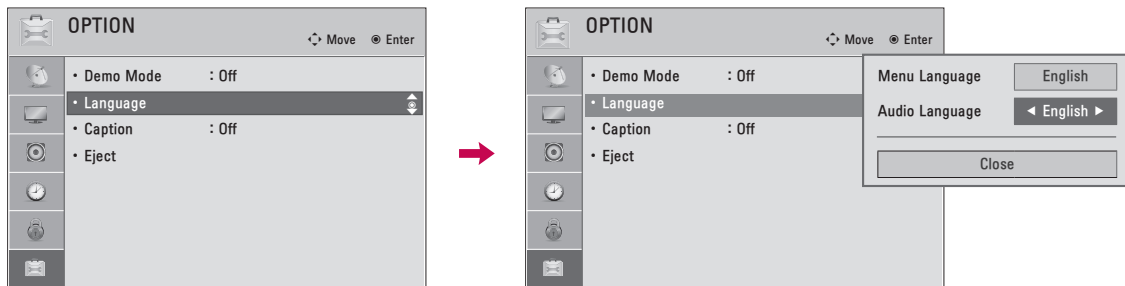 OPTION
Move Enter
• Demo Mode : Off
• Language
• Caption : Off
• Eject
OPTION
Move Enter
• Demo Mode : Off
• Language
• Caption : Off
• Eject
Menu Language English
Audio Language ◄ English ►
Close